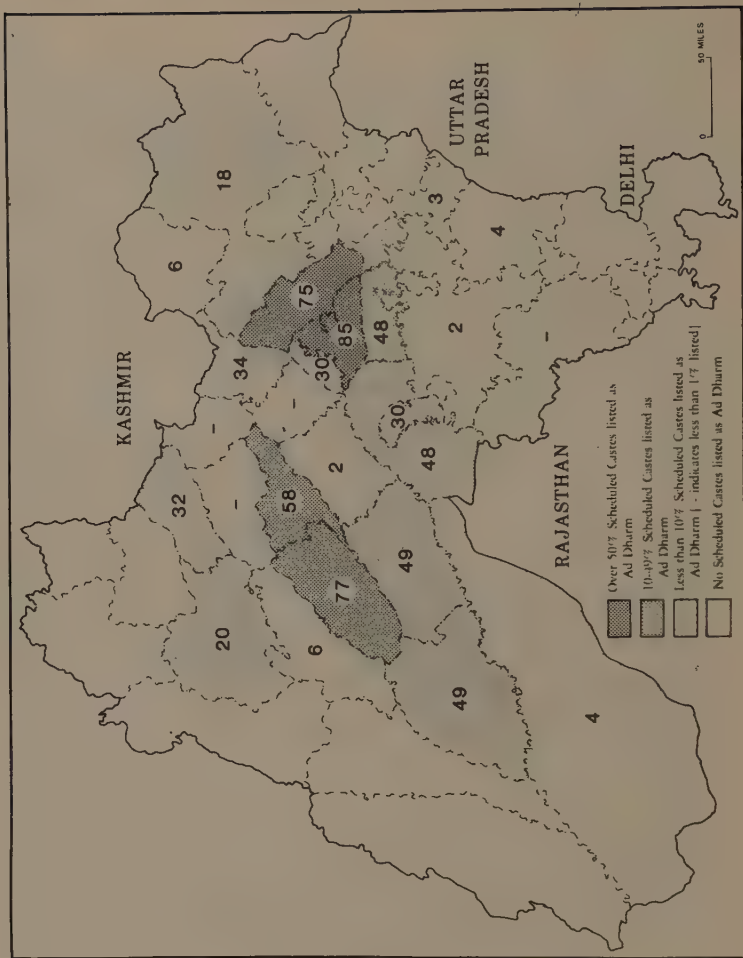 KASHMIR
6
18
34
75
30
85
48
UTTAR
PRADESH
3
4
2
-
DELHI
-
-
32
-
58
2
30
48
77
49
20
6
49
4
RAJASTHAN
Over 50% Scheduled Castes listed as
Ad Dharm
10-49% Scheduled Castes listed as
Ad Dharm
Less than 10% Scheduled Castes listed as
Ad Dharm [ - indicates less than 1% listed]
No Scheduled Castes listed as Ad Dharm
0 50 MILES